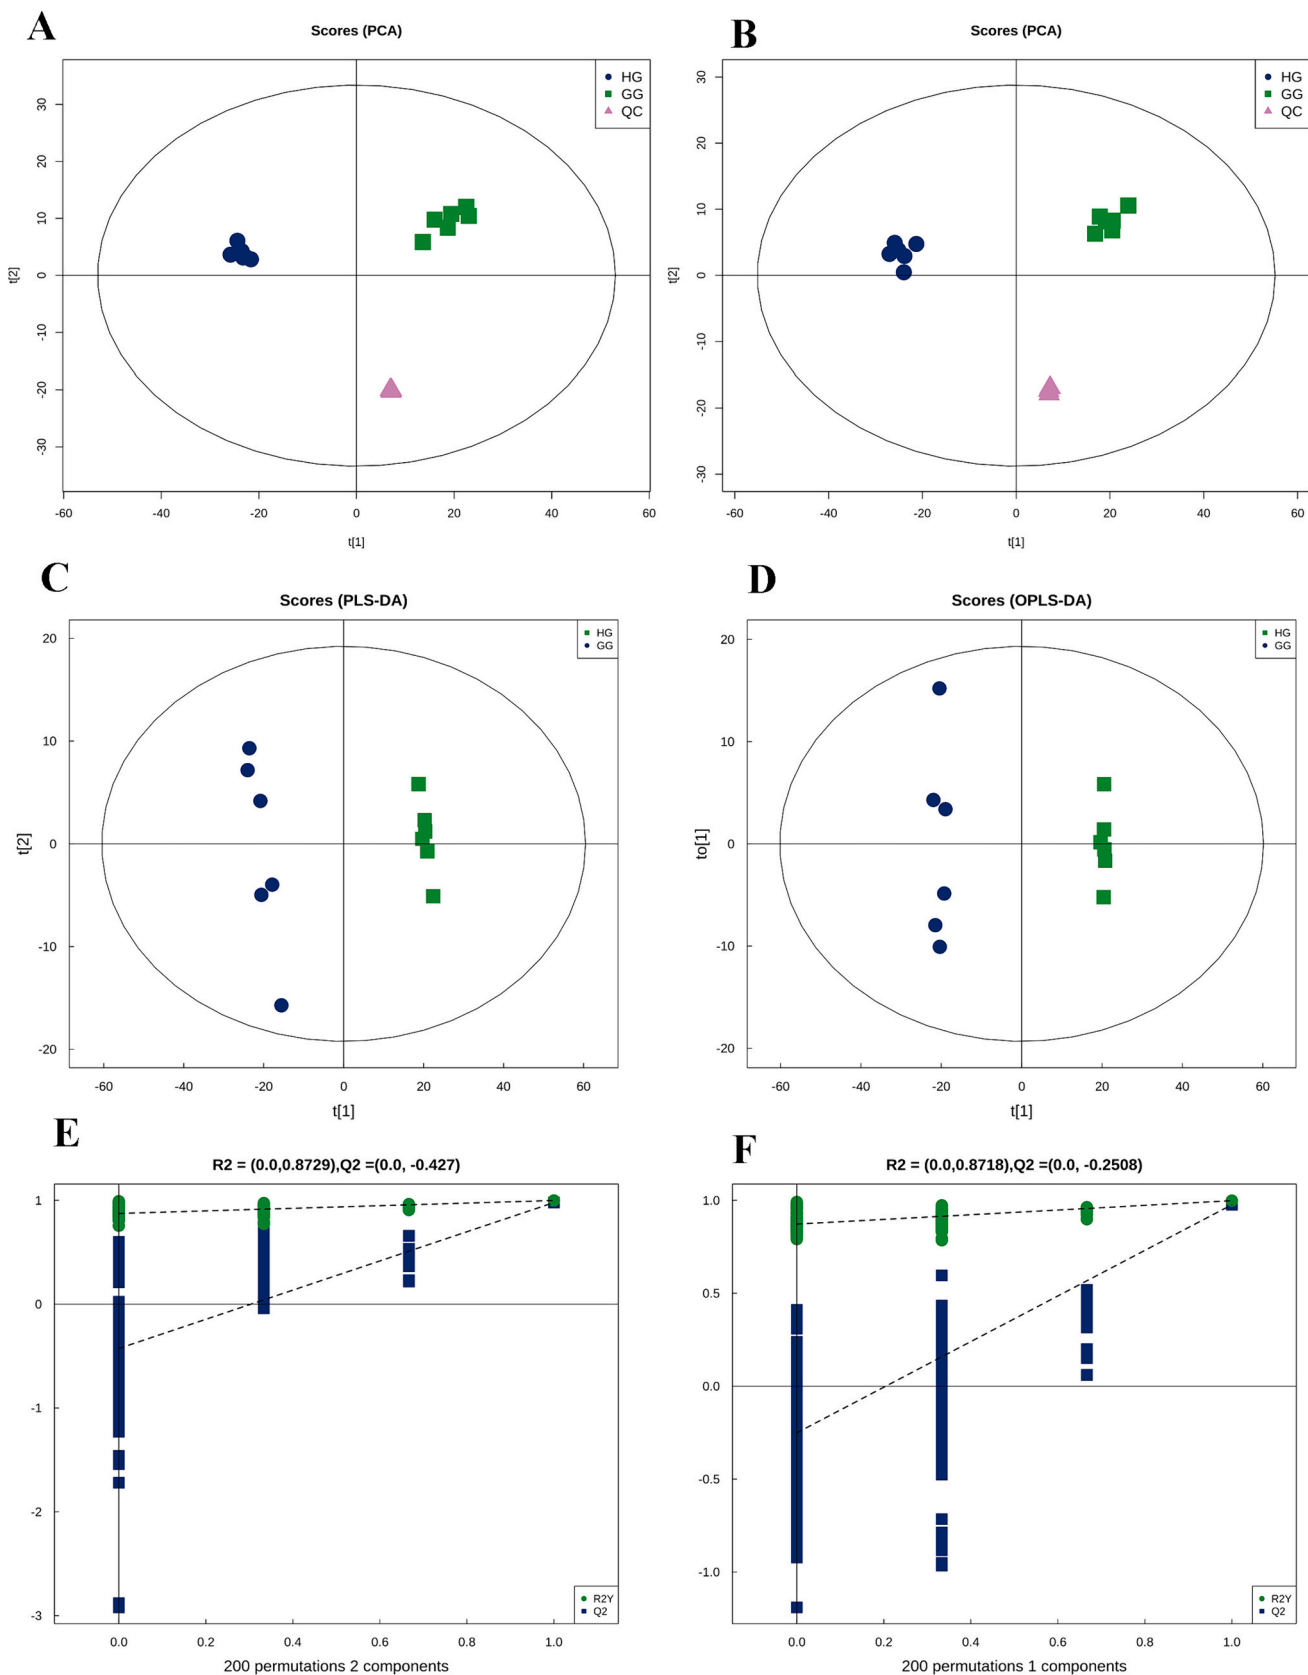 A
Scores (PCA)
HG
GG
QC
30
20
10
0
-10
-20
-30
t[2]
-60
-40
-20
0
20
40
60
t[1]
B
Scores (PCA)
HG
GG
QC
30
20
10
0
-10
-20
-30
t[2]
-60
-40
-20
0
20
40
60
t[1]
C
Scores (PLS-DA)
HG
GG
20
10
0
-10
-20
t[2]
-60
-40
-20
0
20
40
60
t[1]
D
Scores (OPLS-DA)
HG
GG
20
10
0
-10
-20
to[1]
-60
-40
-20
0
20
40
60
t[1]
E
R2 = (0.0,0.8729),Q2 =(0.0, -0.427)
1
0
-1
-2
-3
R2Y
Q2
0.0
0.2
0.4
0.6
0.8
1.0
200 permutations 2 components
F
R2 = (0.0,0.8718),Q2 =(0.0, -0.2508)
1.0
0.5
0.0
-0.5
-1.0
R2Y
Q2
0.0
0.2
0.4
0.6
0.8
1.0
200 permutations 1 components